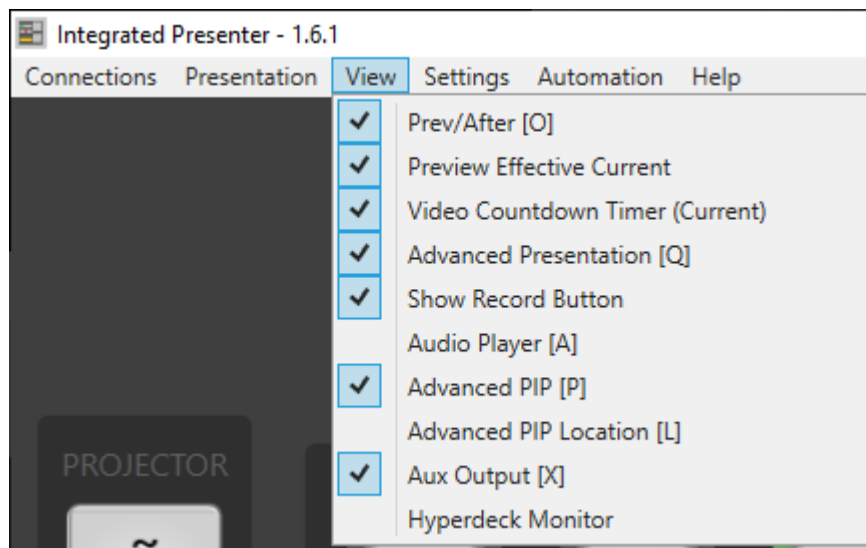 Integrated Presenter - 1.6.1
Connections Presentation View Settings Automation Help
Prev/After [O]
Preview Effective Current
Video Countdown Timer (Current)
Advanced Presentation [Q]
Show Record Button
Audio Player [A]
Advanced PIP [P]
Advanced PIP Location [L]
PROJECTOR
Aux Output [X]
Hyperdeck Monitor
~